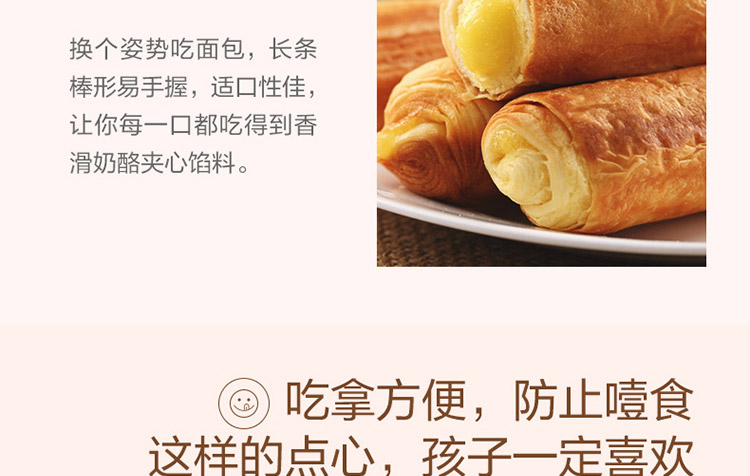 换个姿势吃面包，长条
棒形易手握，适口性佳，
让你每一口都吃得到香
滑奶酪夹心馅料。
吃拿方便，防止噎食
这样的点心，孩子一定喜欢